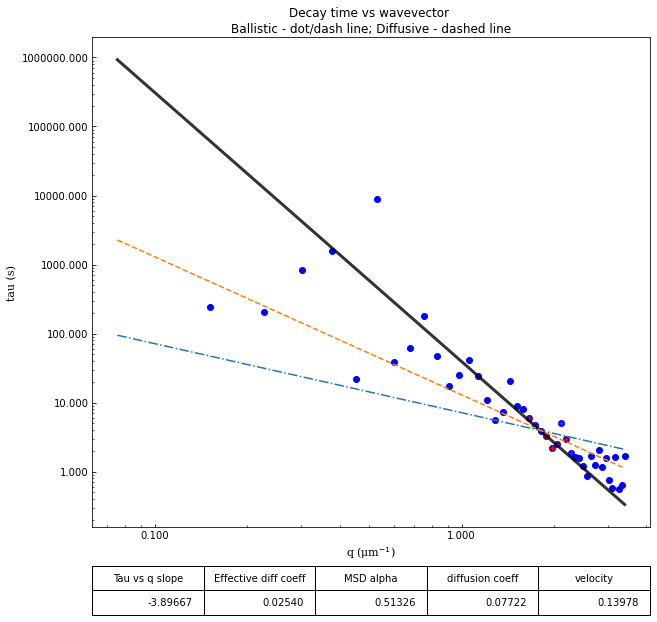 Decay time vs wavevector
Ballistic - dot/dash line; Diffusive - dashed line
1000000.000
100000.000
10000.000
1000.000
100.000
10.000
1.000
tau (s)
0.100 1.000
q (μm⁻¹)
Tau vs q slope Effective diff coeff MSD alpha diffusion coeff velocity
-3.89667 0.02540 0.51326 0.07722 0.13978